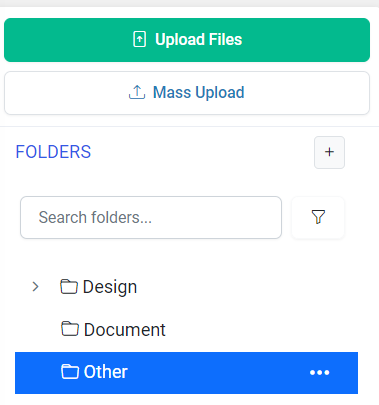 Upload Files
Mass Upload
FOLDERS
+
Search folders...
Design
Document
Other